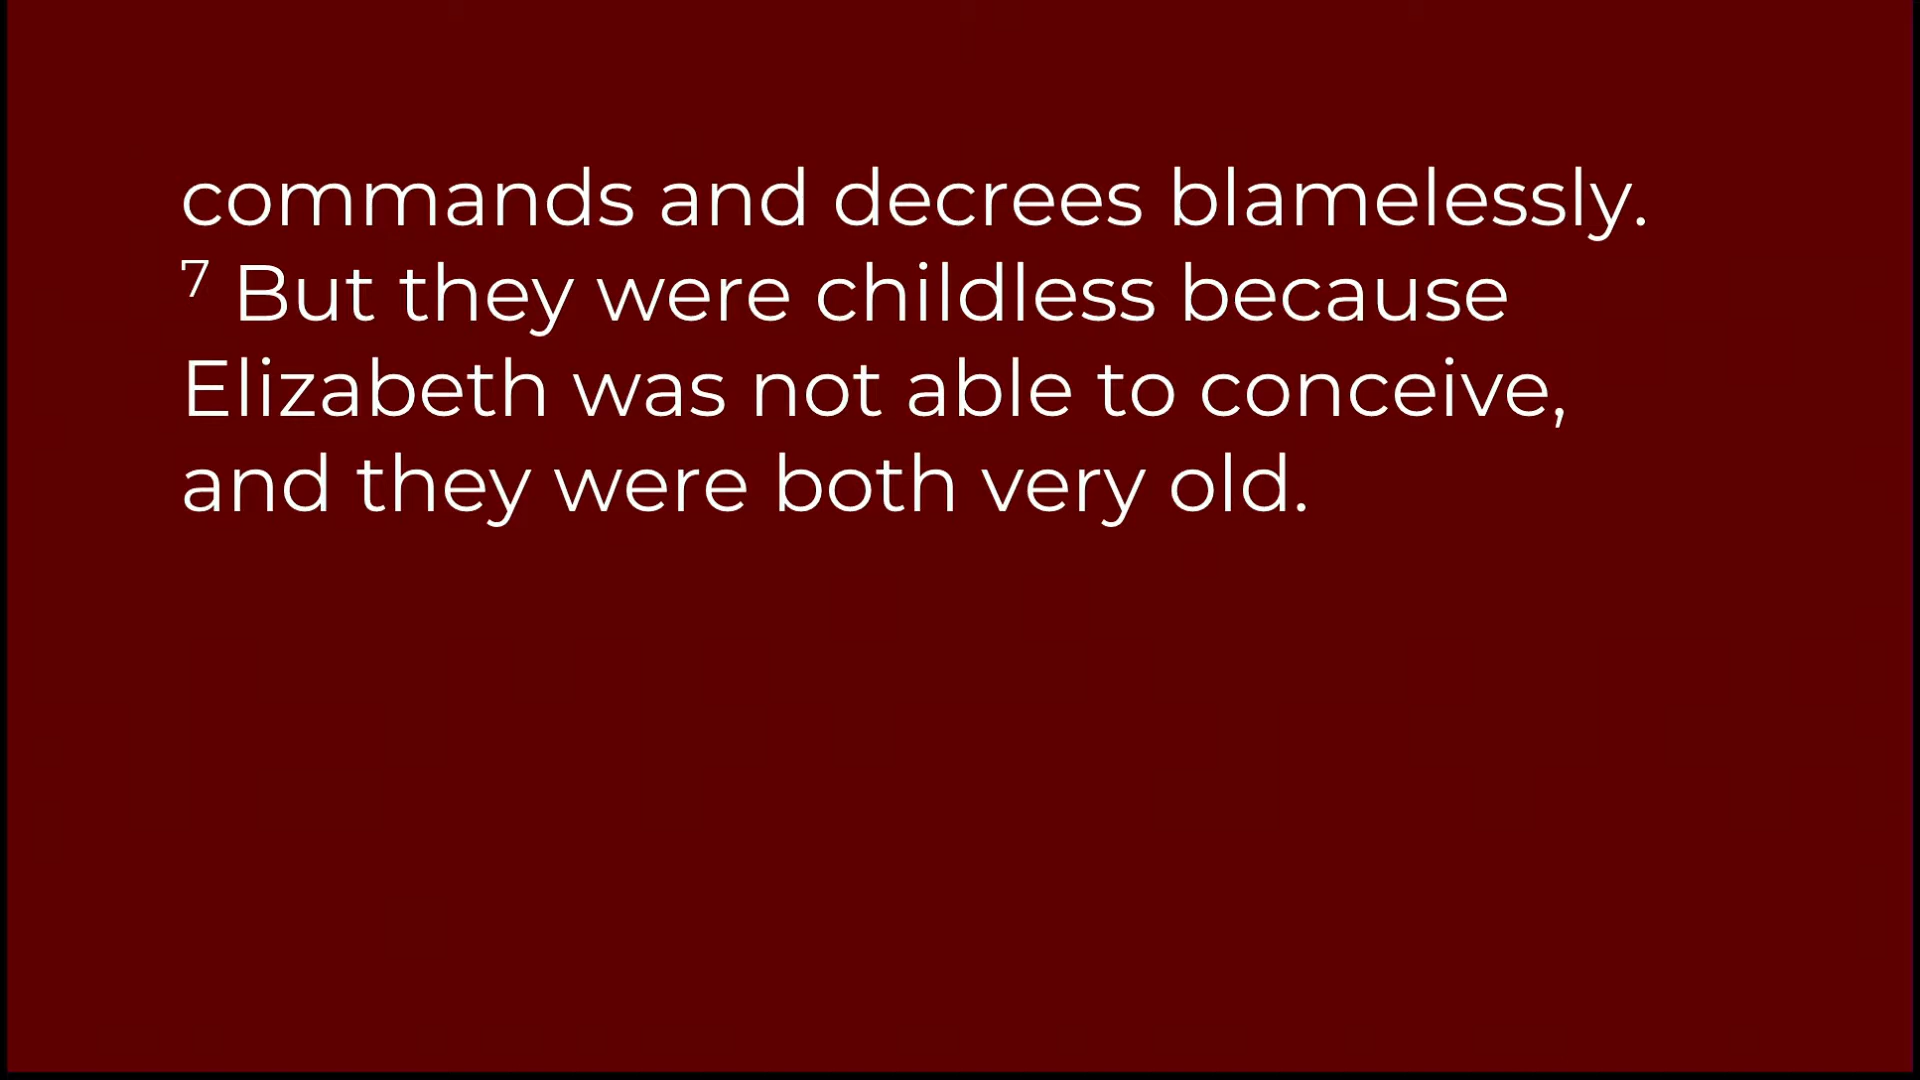 commands and decrees blamelessly.
7 But they were childless because
Elizabeth was not able to conceive,
and they were both very old.